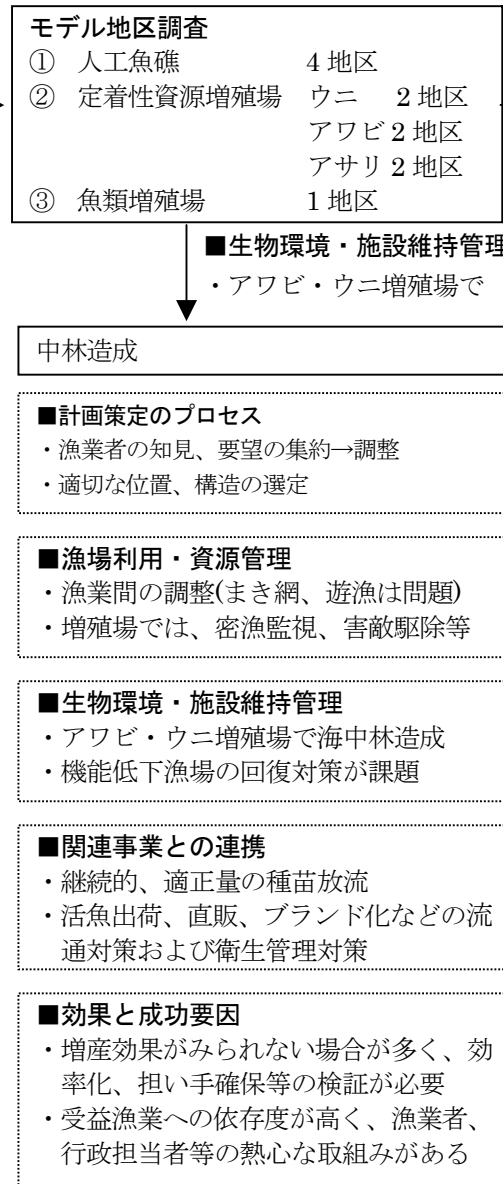 モデル地区調査
① 人工魚礁 4 地区
② 定着性資源増殖場 ウニ 2 地区
アワビ 2 地区
アサリ 2 地区
③ 魚類増殖場 1 地区
■生物環境・施設維持管理
・アワビ・ウニ増殖場で
中林造成
■計画策定のプロセス
・漁業者の知見、要望の集約→調整
・適切な位置、構造の選定
■漁場利用・資源管理
・漁業間の調整(まき網、遊漁は問題)
・増殖場では、密漁監視、害敵駆除等
■生物環境・施設維持管理
・アワビ・ウニ増殖場で海中林造成
・機能低下漁場の回復対策が課題
■関連事業との連携
・継続的、適正量の種苗放流
・活魚出荷、直販、ブランド化などの流
通対策および衛生管理対策
■効果と成功要因
・増産効果がみられない場合が多く、効
率化、担い手確保等の検証が必要
・受益漁業への依存度が高く、漁業者、
行政担当者等の熱心な取組みがある